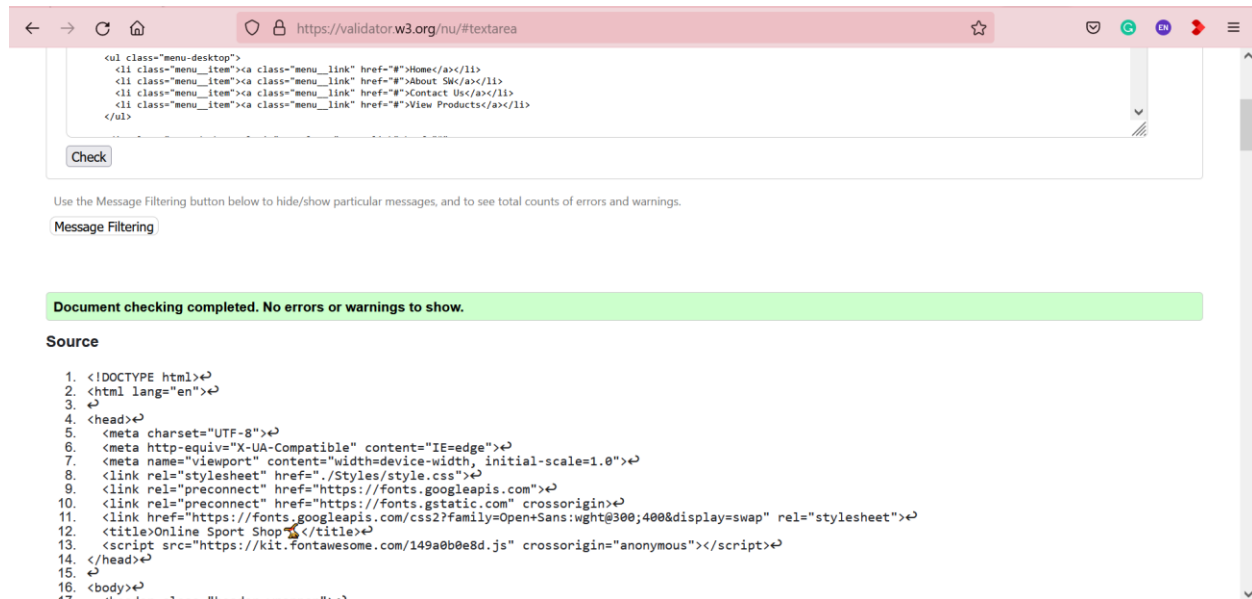 https://validator.w3.org/nu/#textarea
EN
<ul class="menu-desktop">
<li class="menu__item"><a class="menu__link" href="#">Home</a></li>
<li class="menu__item"><a class="menu__link" href="#">About SW</a></li>
<li class="menu__item"><a class="menu__link" href="#">Contact Us</a></li>
<li class="menu__item"><a class="menu__link" href="#">View Products</a></li>
</ul>
Check
Use the Message Filtering button below to hide/show particular messages, and to see total counts of errors and warnings.
Message Filtering
Document checking completed. No errors or warnings to show.
Source
1. <!DOCTYPE html>↩
2. <html lang="en">↩
3. ↩
4. <head>↩
5. <meta charset="UTF-8">↩
6. <meta http-equiv="X-UA-Compatible" content="IE=edge">↩
7. <meta name="viewport" content="width=device-width, initial-scale=1.0">↩
8. <link rel="stylesheet" href="./Styles/style.css">↩
9. <link rel="preconnect" href="https://fonts.googleapis.com">↩
10. <link rel="preconnect" href="https://fonts.gstatic.com" crossorigin>↩
11. <link href="https://fonts.googleapis.com/css2?family=Open+Sans:wght@300;400&display=swap" rel="stylesheet">↩
12. <title>Online Sport Shop</title>↩
13. <script src="https://kit.fontawesome.com/149a0b0e8d.js" crossorigin="anonymous"></script>↩
14. </head>↩
15. ↩
16. <body>↩